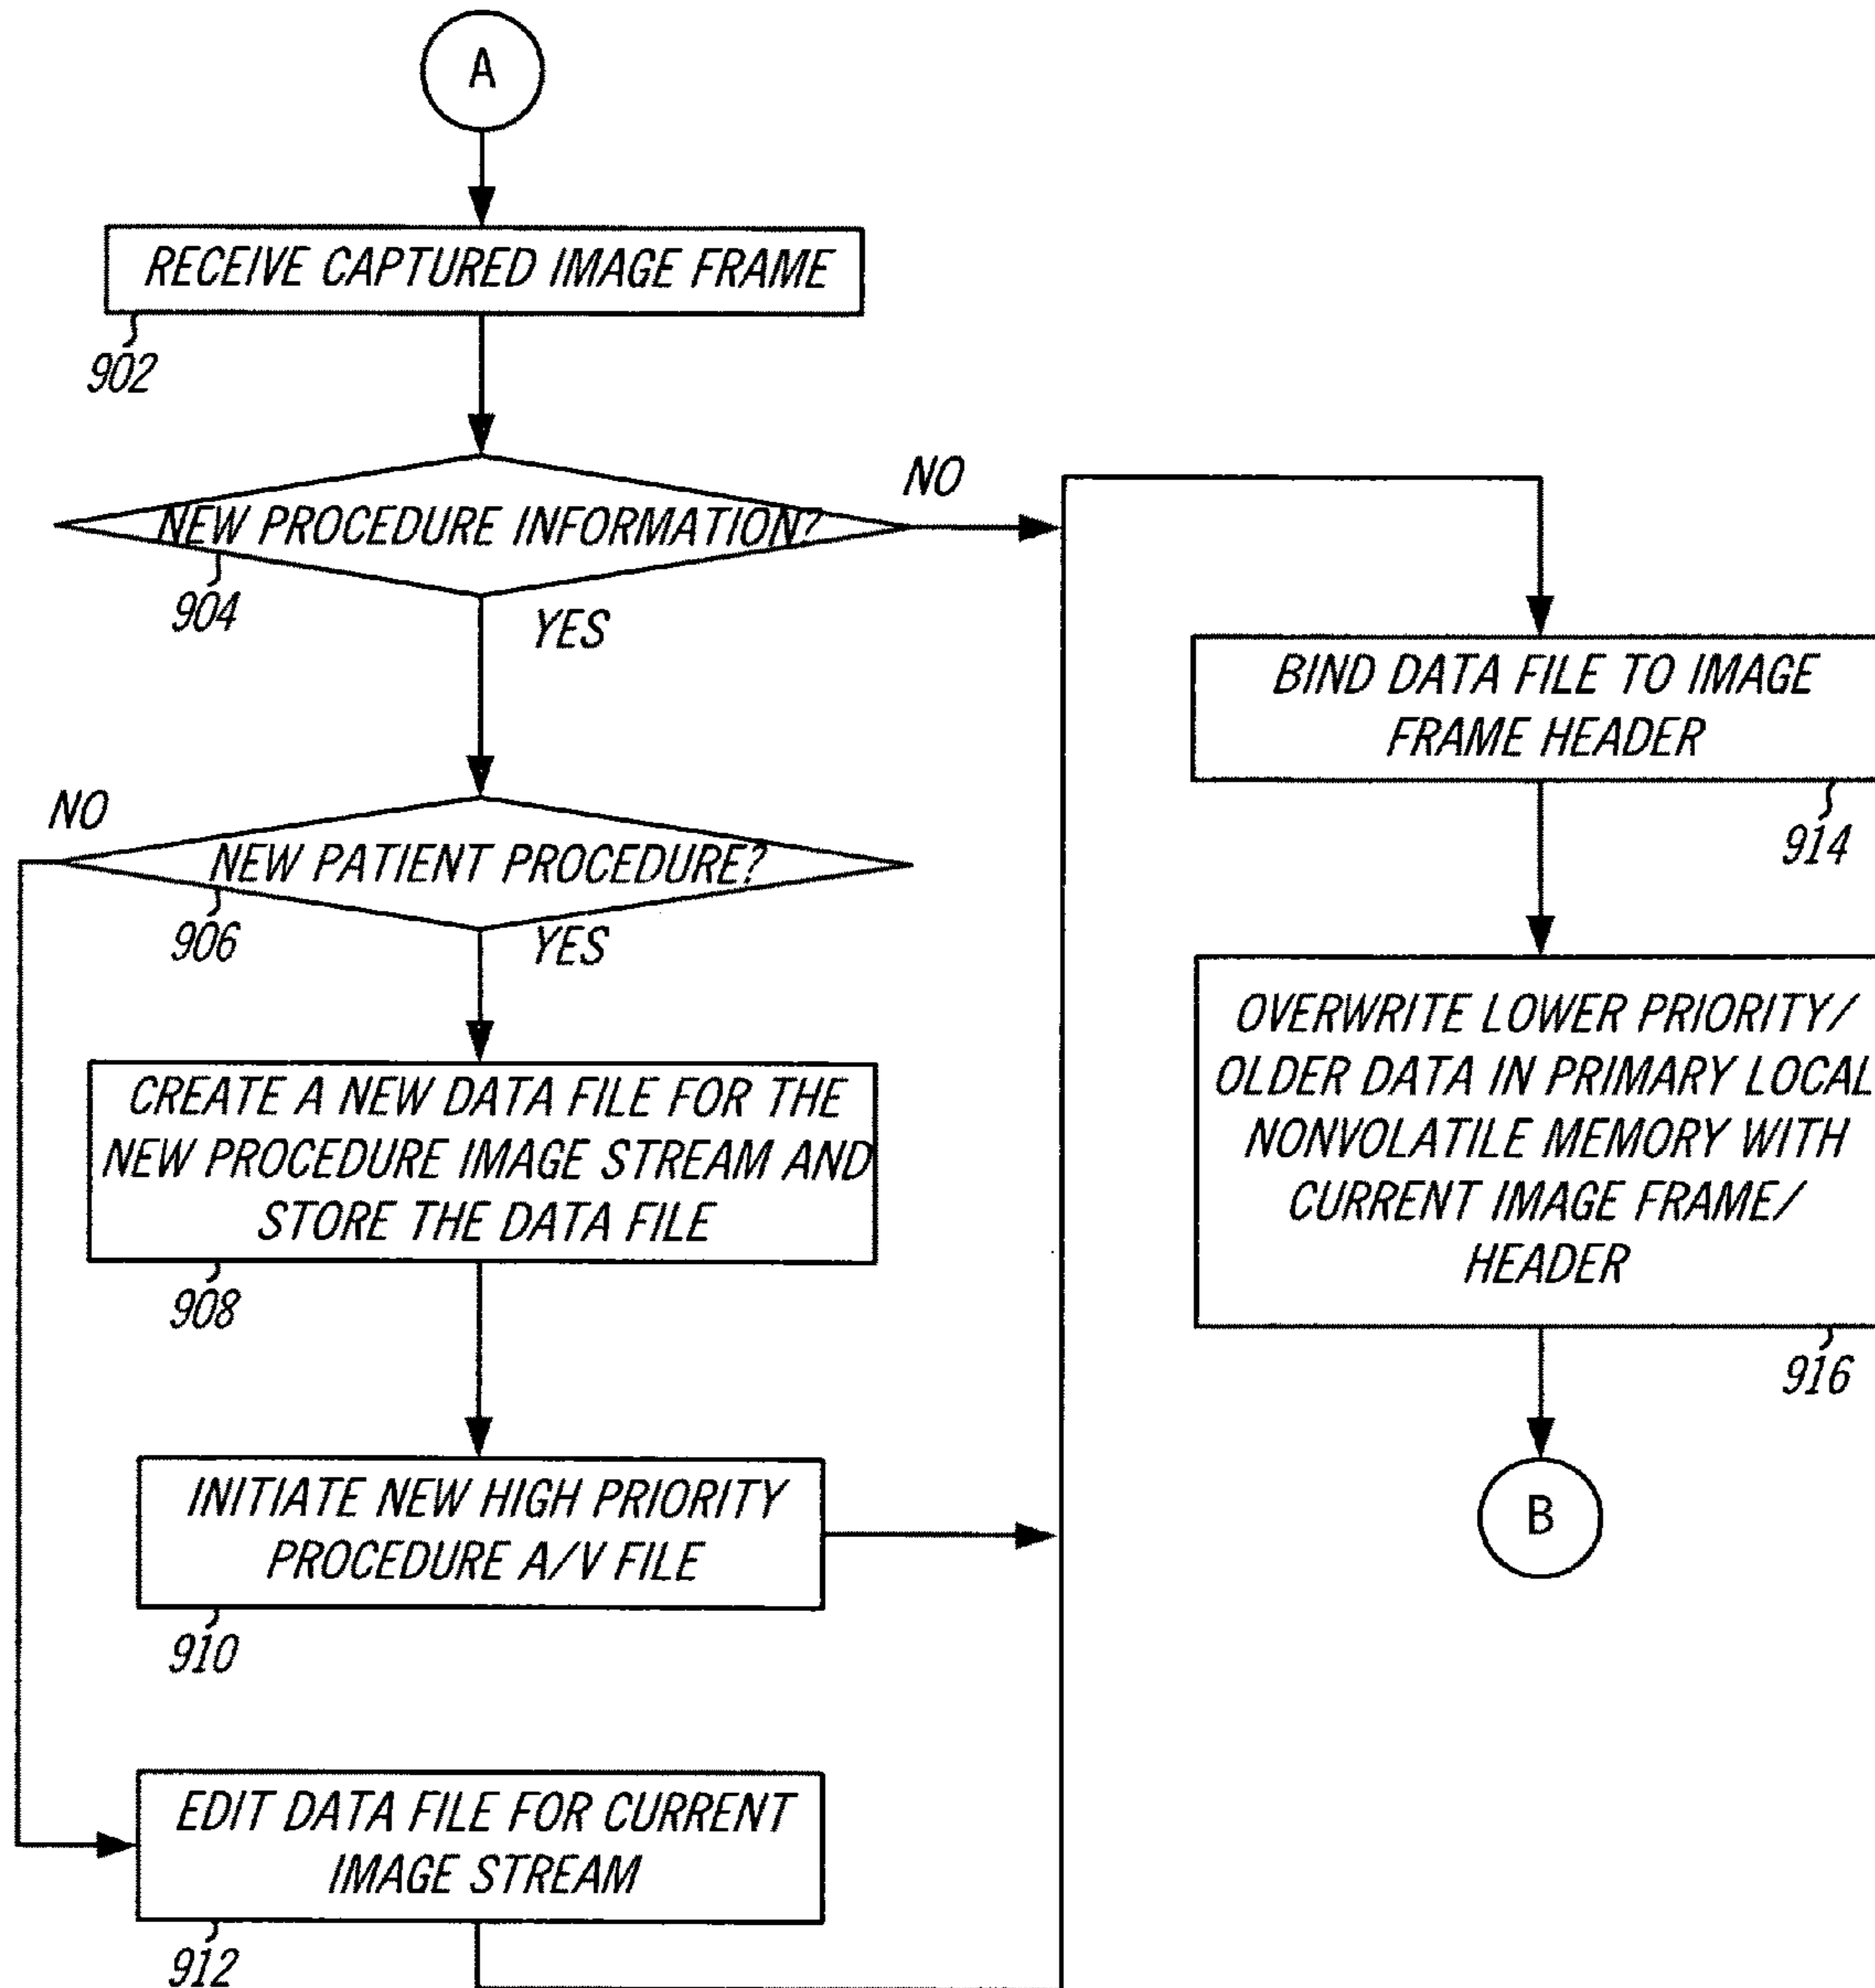 A
RECEIVE CAPTURED IMAGE FRAME
902
NEW PROCEDURE INFORMATION?
NO
904
YES
NEW PATIENT PROCEDURE?
NO
906
YES
CREATE A NEW DATA FILE FOR THE
NEW PROCEDURE IMAGE STREAM AND
STORE THE DATA FILE
908
INITIATE NEW HIGH PRIORITY
PROCEDURE A/V FILE
910
EDIT DATA FILE FOR CURRENT
IMAGE STREAM
912
BIND DATA FILE TO IMAGE
FRAME HEADER
914
OVERWRITE LOWER PRIORITY/
OLDER DATA IN PRIMARY LOCAL
NONVOLATILE MEMORY WITH
CURRENT IMAGE FRAME/
HEADER
916
B